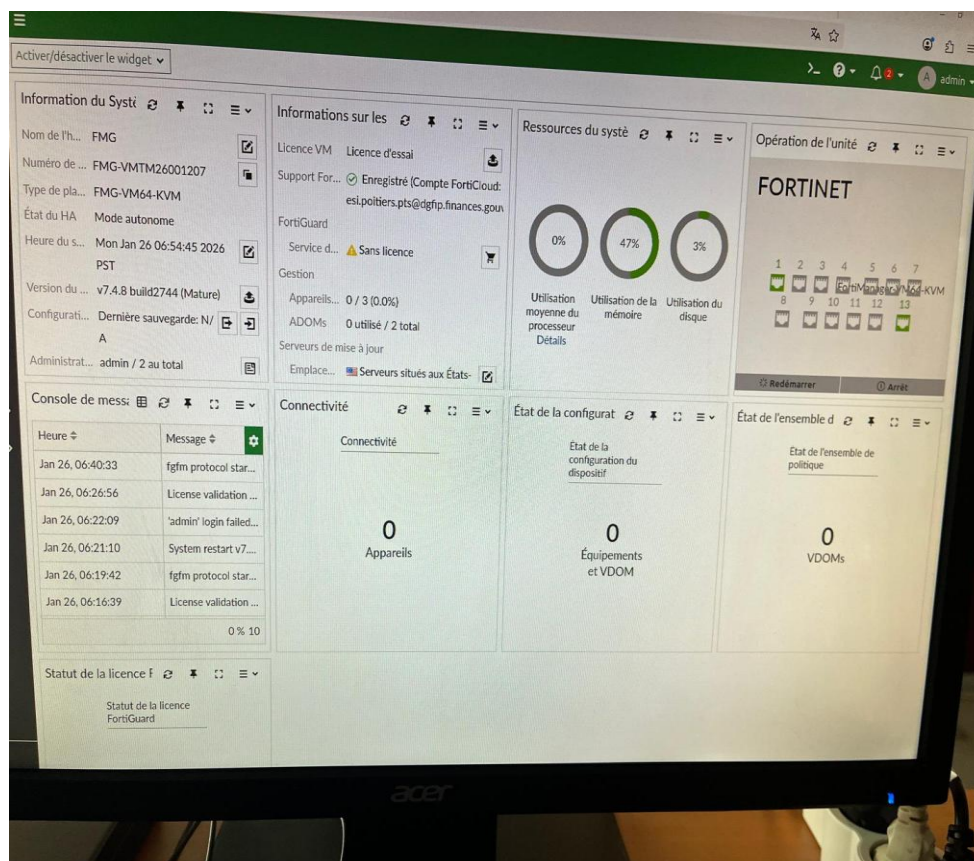 Activer/désactiver le widget
admin
Information du Systè
Nom de l'h... FMG
Numéro de ... FMG-VMTM26001207
Type de pla... FMG-VM64-KVM
État du HA Mode autonome
Heure du s... Mon Jan 26 06:54:45 2026
PST
Version du ... v7.4.8 build2744 (Mature)
Configurati... Dernière sauvegarde: N/
A
Administrat... admin / 2 au total
Informations sur les
Licence VM Licence d'essai
Support For... Enregistré (Compte FortiCloud:
esi.poitiers.pts@dgfip.finances.gouv
FortiGuard
Service d... Sans licence
Gestion
Appareils... 0 / 3 (0.0%)
ADOMs 0 utilisé / 2 total
Serveurs de mise à jour
Emplace... Serveurs situés aux États-
Ressources du systè
0% 47% 3%
Utilisation moyenne du processeur
Détails
Utilisation de la mémoire
Utilisation du disque
Opération de l'unité
FORTINET
1 2 3 4 5 6 7
FortiManager-VM64-KVM
8 9 10 11 12 13
Redémarrer Arrêt
Console de messa
Heure Message
Jan 26, 06:40:33 fgfm protocol star...
Jan 26, 06:26:56 License validation ...
Jan 26, 06:22:09 'admin' login failed...
Jan 26, 06:21:10 System restart v7....
Jan 26, 06:19:42 fgfm protocol star...
Jan 26, 06:16:39 License validation ...
0 % 10
Connectivité
Connectivité
0
Appareils
État de la configurat
État de la
configuration du
dispositif
0
Équipements
et VDOM
État de l'ensemble d
État de l'ensemble de
politique
0
VDOMs
Statut de la licence F
Statut de la licence
FortiGuard
acer